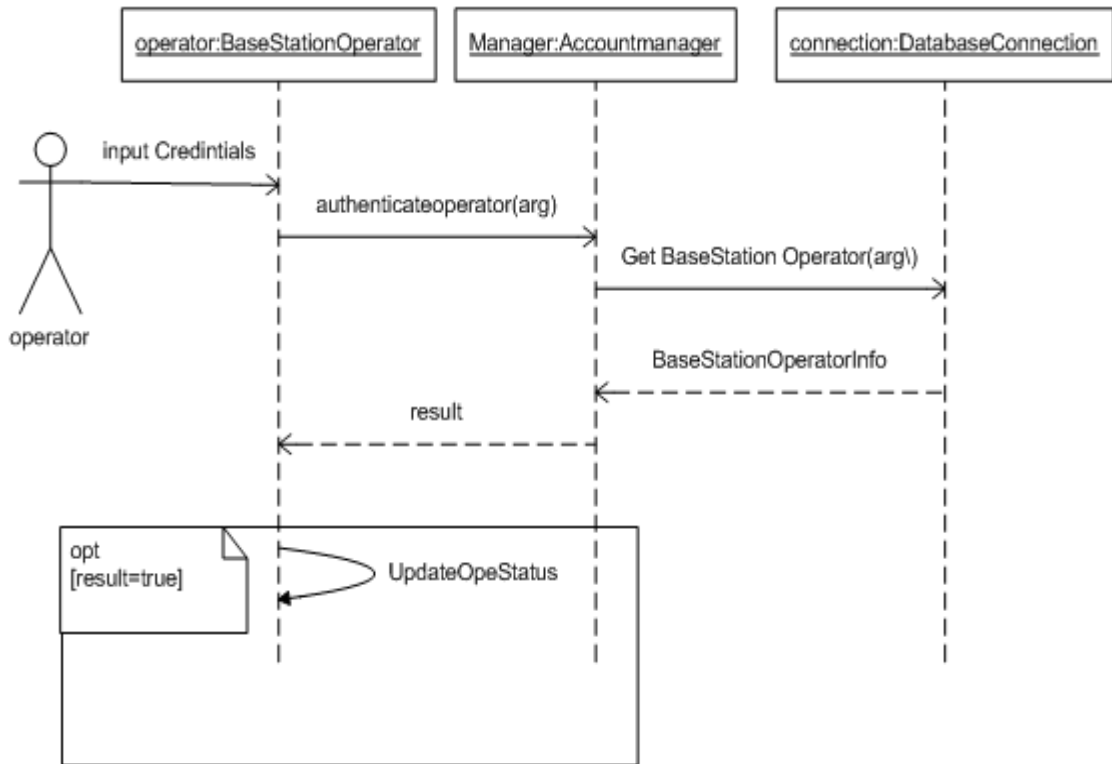 operator:BaseStationOperator
Manager:Accountmanager
connection:DatabaseConnection
input Credintials
authenticateoperator(arg)
Get BaseStation Operator(arg\)
operator
BaseStationOperatorInfo
result
opt
[result=true]
UpdateOpeStatus